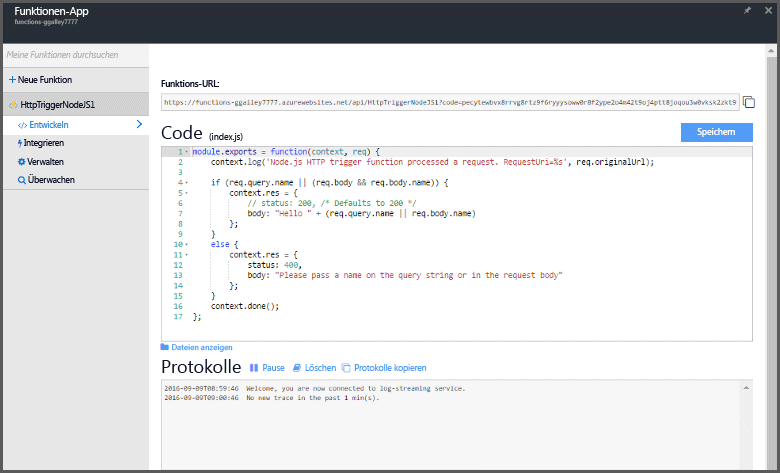 Funktionen-App
functions-ggailey7777
Meine Funktionen durchsuchen
+ Neue Funktion
HttpTriggerNodeJS1
</> Entwickeln
Integrieren
Verwalten
Überwachen
Funktions-URL:
https://functions-ggailey7777.azurewebsites.net/api/HttpTriggerNodeJS1?code=
Code (index.js)
Speichern
1 module.exports = function(context, req) {
2 context.log('Node.js HTTP trigger function processed a request. RequestUri=%s', req.originalUrl);
3
4 if (req.query.name || (req.body && req.body.name)) {
5 context.res = {
6 // status: 200, /* Defaults to 200 */
7 body: "Hello " + (req.query.name || req.body.name)
8 };
9 }
10 else {
11 context.res = {
12 status: 400,
13 body: "Please pass a name on the query string or in the request body"
14 };
15 }
16 context.done();
17 };
Dateien anzeigen
Protokolle Pause Löschen Protokolle kopieren
2016-09-09T08:59:46 Welcome, you are now connected to log-streaming service.
2016-09-09T09:00:46 No new trace in the past 1 min(s).